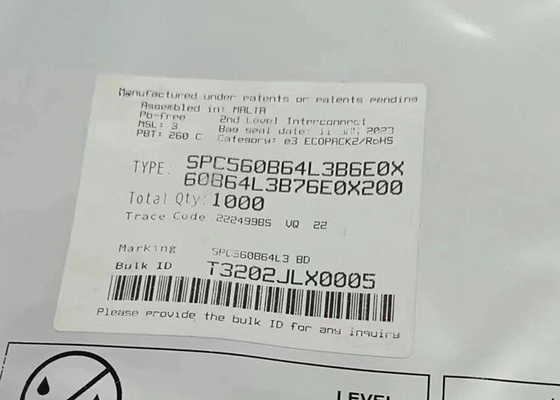 Manufactured under patents or patents pending
Assembled in: MALTA
Pb-free 2nd Level Interconnect
MSL: 3 Bag seal date: 11 JAN 2023
PBT: 260 C Category: e3 ECOPACK2/RoHS
TYPE: SPC560B64L3B6E0X
60B64L3B76E0X200
Total Qty: 1000
Trace Code 22249985 VQ 22
Marking SPC560B64L3 BD
Bulk ID T3202JLX0005
Please provide the bulk ID for any inquiry
LEVEL